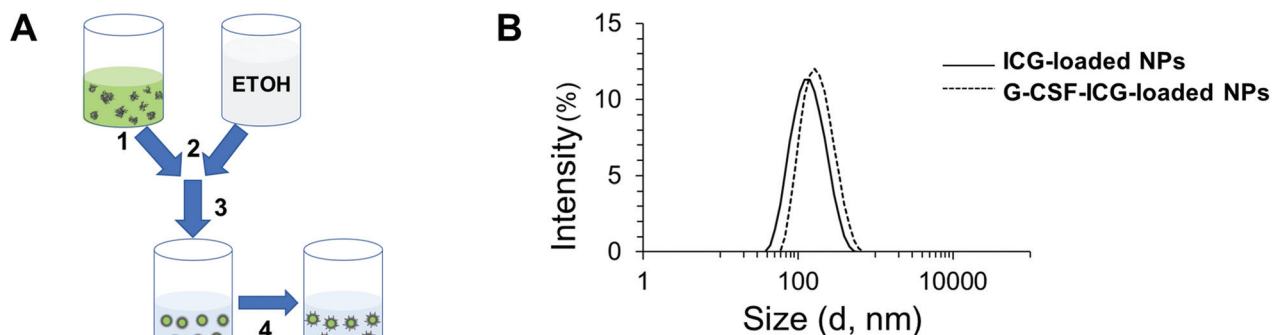 A
ETOH
1
2
3
4
B
15
10
5
0
Intensity(%)
1
100
10000
Size (d, nm)
ICG-loaded NPs
G-CSF-ICG-loaded NPs